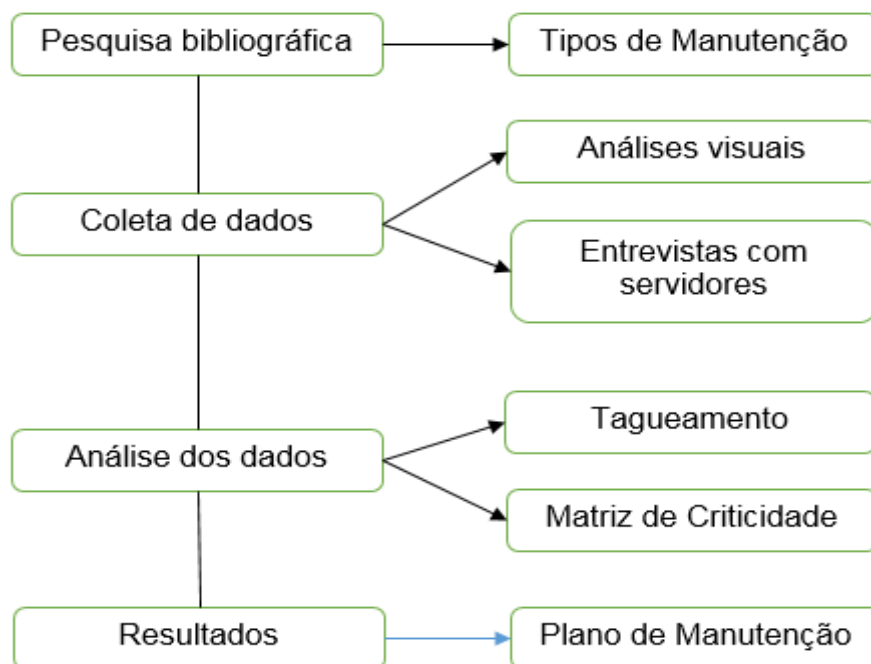 Pesquisa bibliográfica
Tipos de Manutenção
Coleta de dados
Análises visuais
Entrevistas com
servidores
Análise dos dados
Tagueamento
Matriz de Criticidade
Resultados
Plano de Manutenção